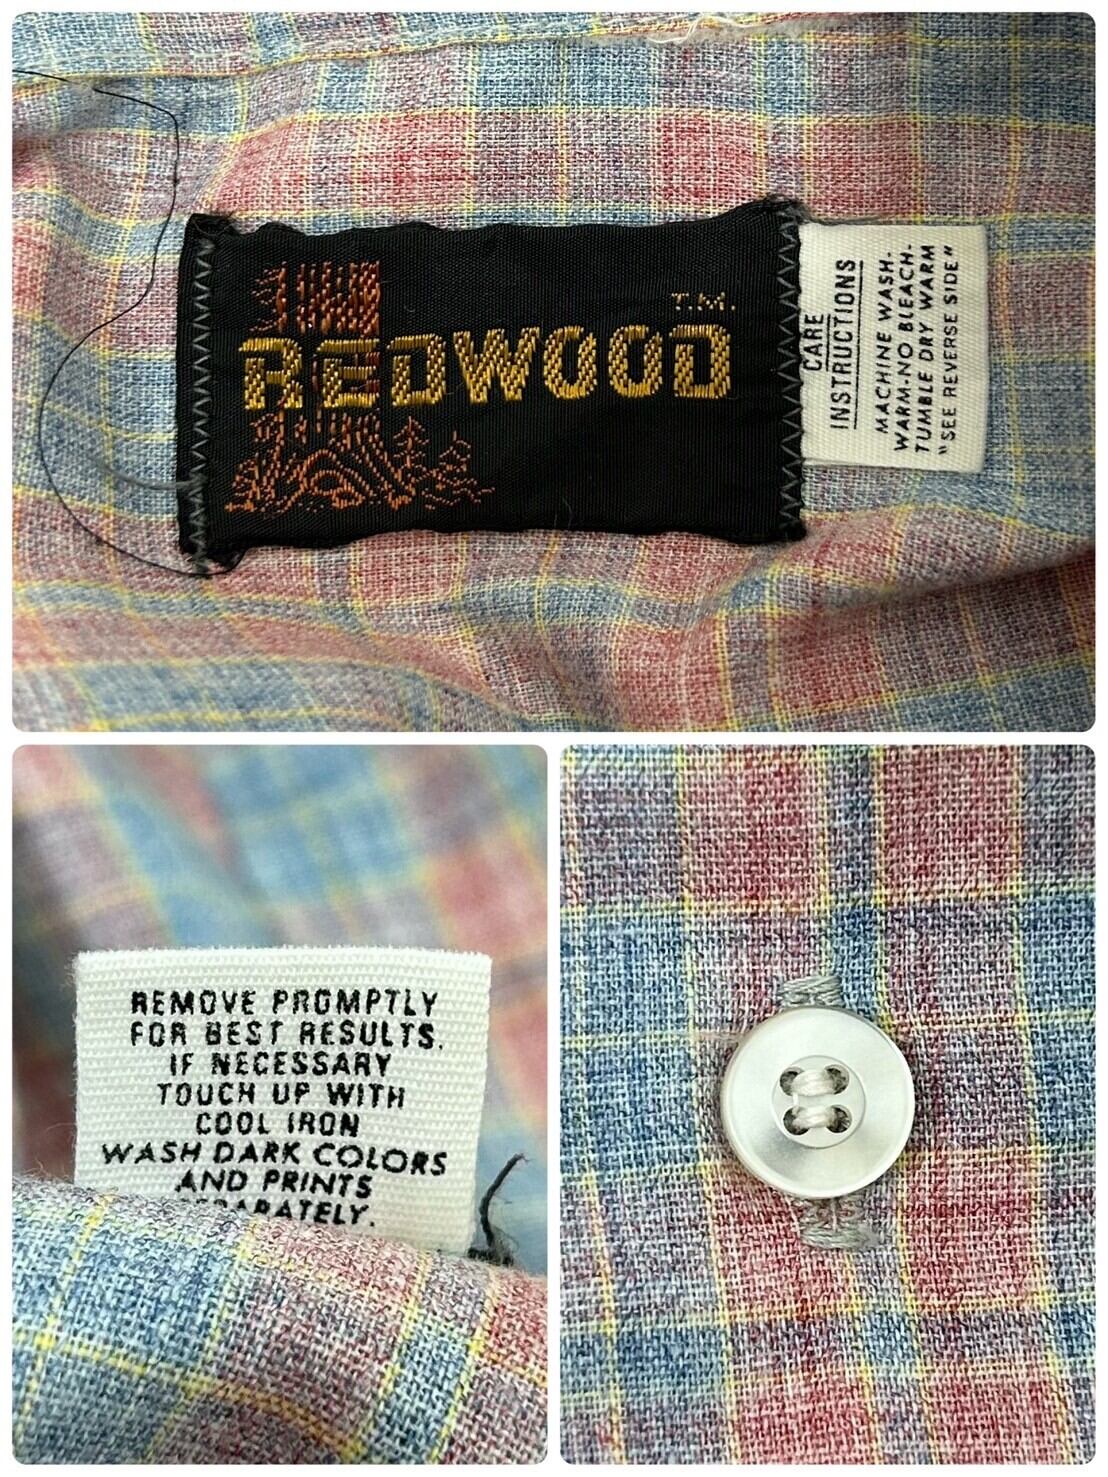 T.M.
REDWOOD
CARE
INSTRUCTIONS
MACHINE WASH-
WARM-NO BLEACH-
TUMBLE DRY WARM
"SEE REVERSE SIDE"
REMOVE PROMPTLY
FOR BEST RESULTS.
IF NECESSARY
TOUCH UP WITH
COOL IRON
WASH DARK COLORS
AND PRINTS
SEPARATELY.